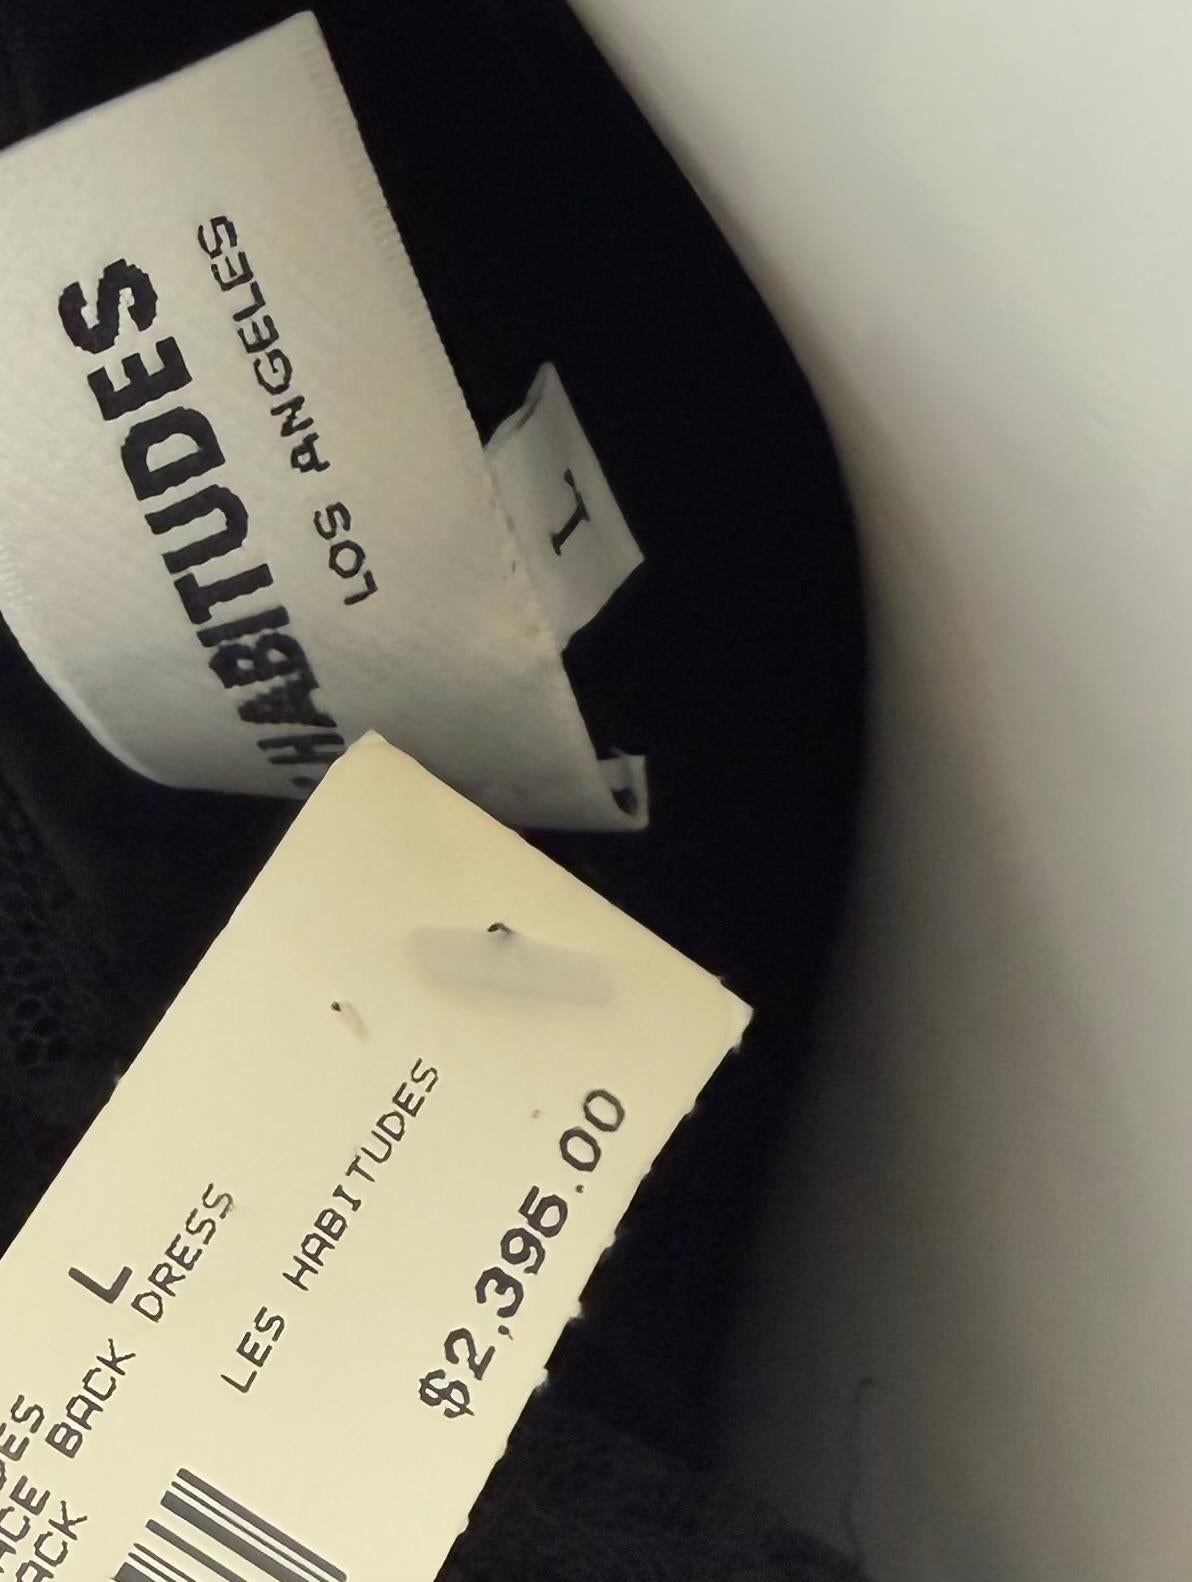 HABITUDES
LOS ANGELES
L
LES HABITUDES
$2,395.00
L
BACK DRESS